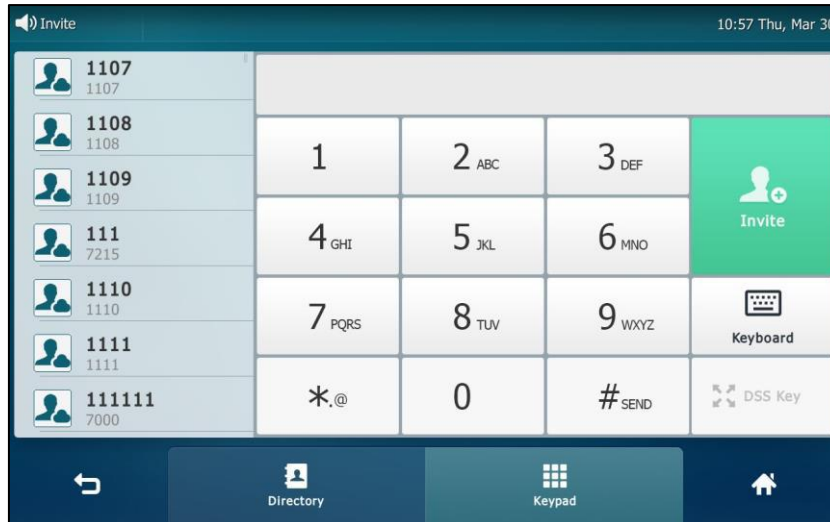 Invite
10:57 Thu, Mar 30
1107
1107
1108
1108
1109
1109
111
7215
1110
1110
1111
1111
111111
7000
1
2 ABC
3 DEF
Invite
4 GHI
5 JKL
6 MNO
7 PQRS
8 TUV
9 WXYZ
Keyboard
*.@
0
# SEND
DSS Key
Directory
Keypad